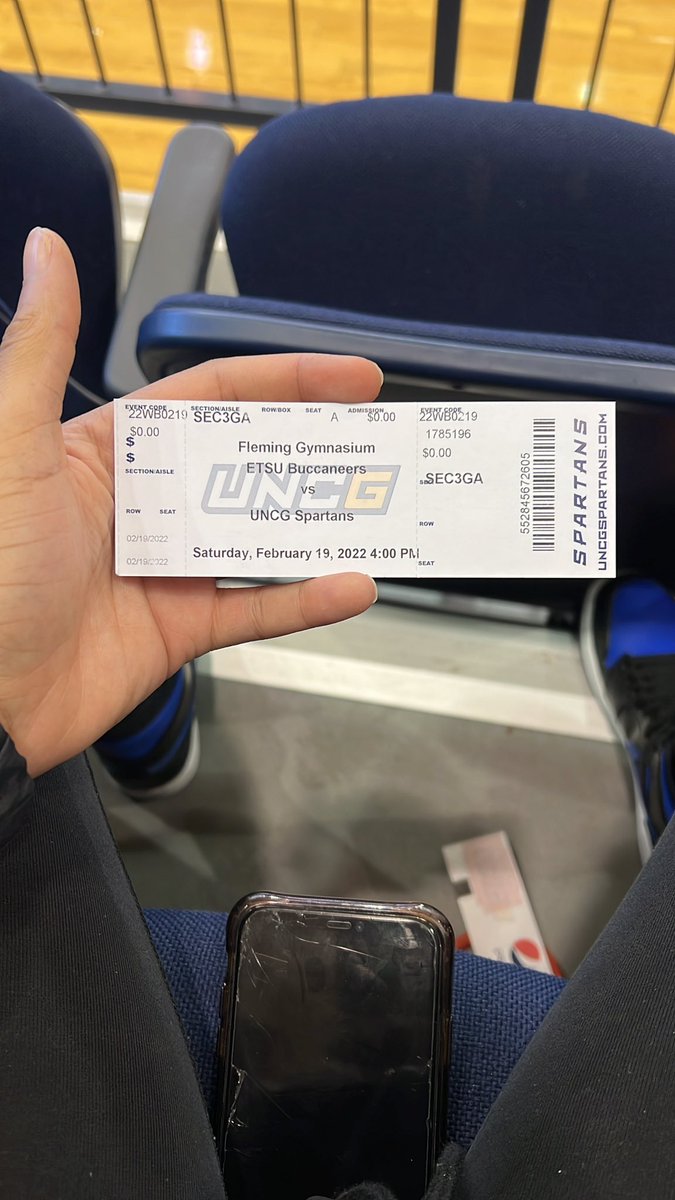 EVENT CODE
22WB0219
$0.00
$
$
SECTION/AISLE
ROW SEAT
02/19/2022
02/19/2022
SECTION/AISLE ROW/BOX SEAT ADMISSION
SEC3GA A $0.00
Fleming Gymnasium
ETSU Buccaneers
vs
UNCG
UNCG Spartans
Saturday, February 19, 2022 4:00 PM
EVENT CODE
22WB0219
1785196
$0.00
SEC3GA
ROW
SEAT
552845672605
SPARTANS
UNCGSPARTANS.COM